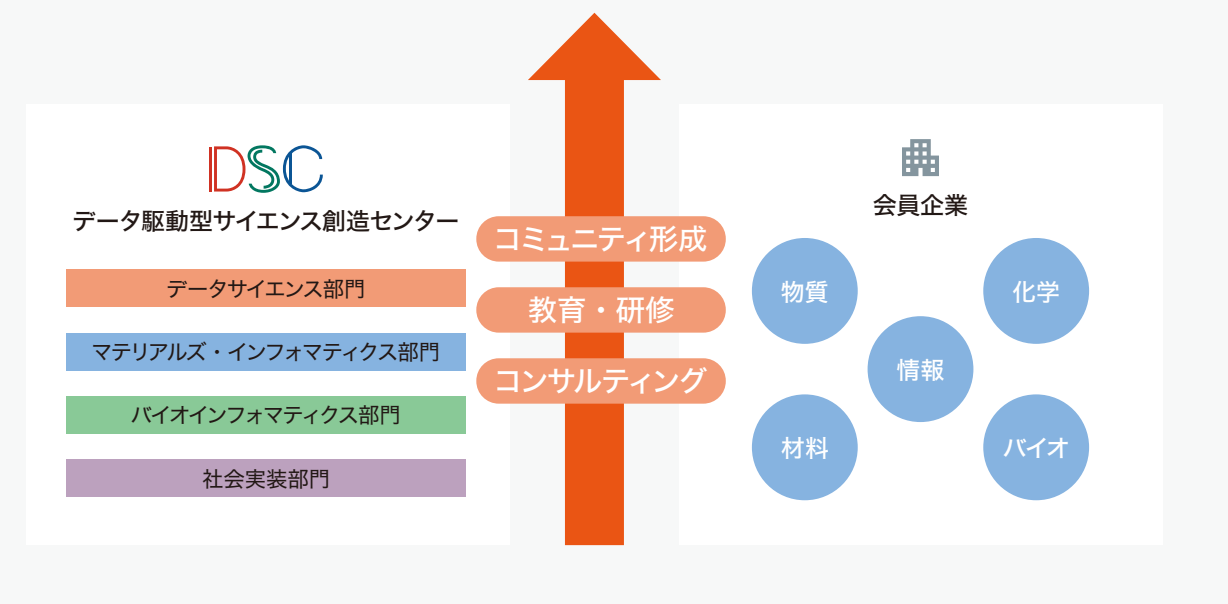 DSC
データ駆動型サイエンス創造センター
データサイエンス部門
マテリアルズ・インフォマティクス部門
バイオインフォマティクス部門
社会実装部門
コミュニティ形成
教育・研修
コンサルティング
会員企業
物質
化学
情報
材料
バイオ